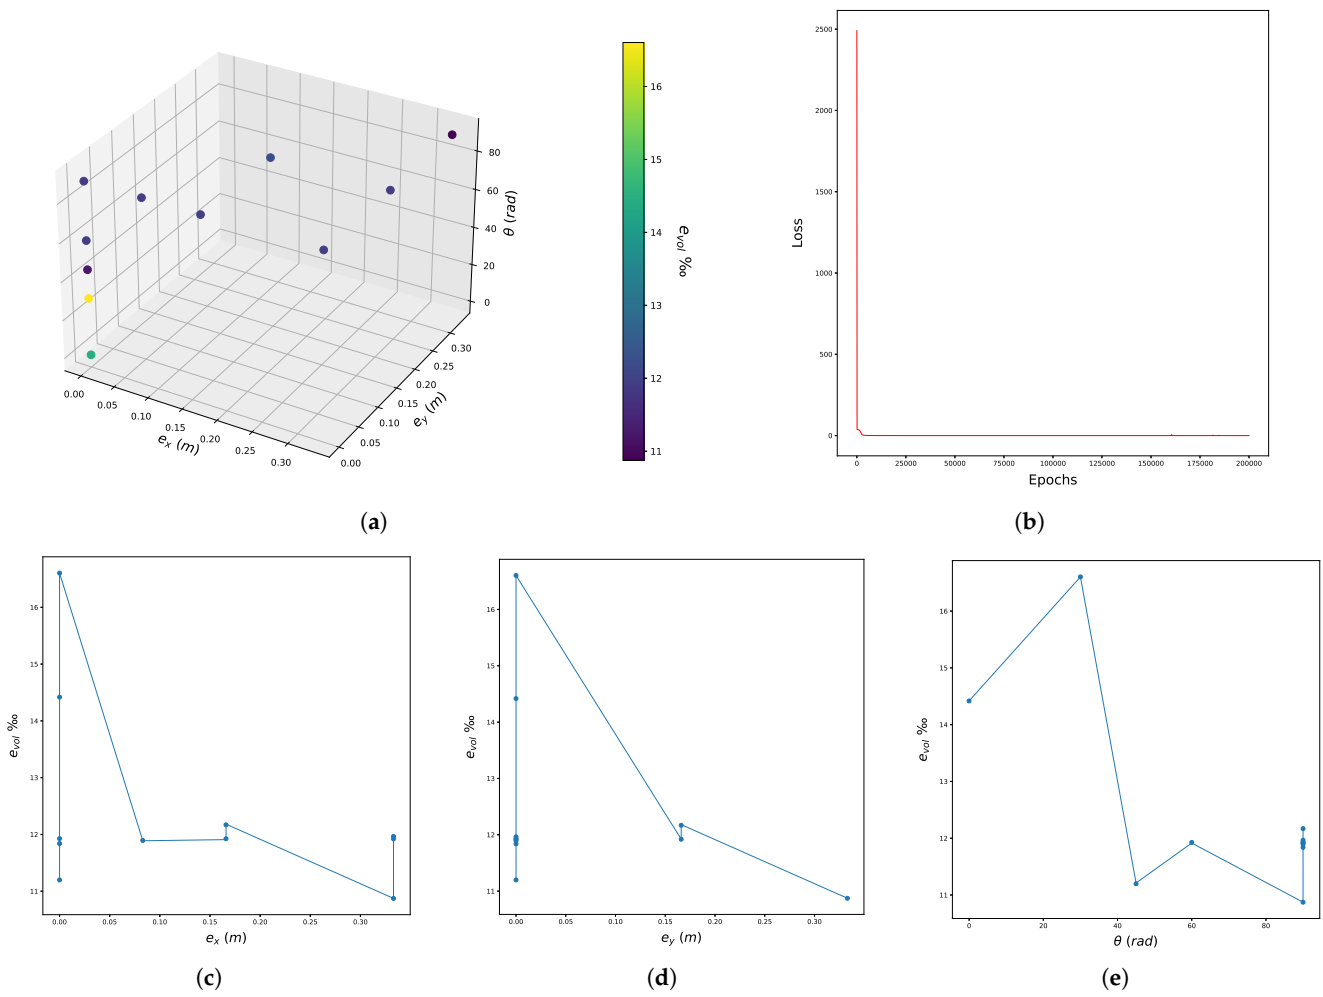 80
60
40
20
0
θ (rad)
0.30
0.25
0.20
0.15
0.10
0.05
0.00
e_y (m)
0.00
0.05
0.10
0.15
0.20
0.25
0.30
e_x (m)
16
15
14
13
12
11
e_vol ‰
(a)
2500
2000
1500
1000
500
0
Loss
0 25000 50000 75000 100000 125000 150000 175000 200000
Epochs
(b)
16
15
14
13
12
11
e_vol ‰
0.00 0.05 0.10 0.15 0.20 0.25 0.30
e_x (m)
(c)
16
15
14
13
12
11
e_vol ‰
0.00 0.05 0.10 0.15 0.20 0.25 0.30
e_y (m)
(d)
16
15
14
13
12
11
e_vol ‰
0 20 40 60 80
θ (rad)
(e)